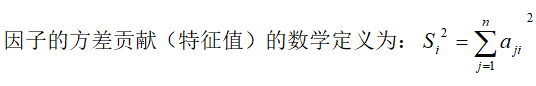 因子的方差贡献（特征值）的数学定义为：$S_i^2 = \sum_{j=1}^{n} a_{ji}^2$